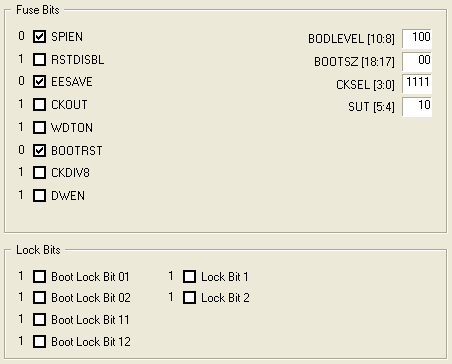 Fuse Bits
0 SPIEN
1 RSTDISBL
0 EESAVE
1 CKOUT
1 WDTON
0 BOOTRST
1 CKDIV8
1 DWEN
BODLEVEL [10:8] 100
BOOTSZ [18:17] 00
CKSEL [3:0] 1111
SUT [5:4] 10
Lock Bits
1 Boot Lock Bit 01
1 Boot Lock Bit 02
1 Boot Lock Bit 11
1 Boot Lock Bit 12
1 Lock Bit 1
1 Lock Bit 2